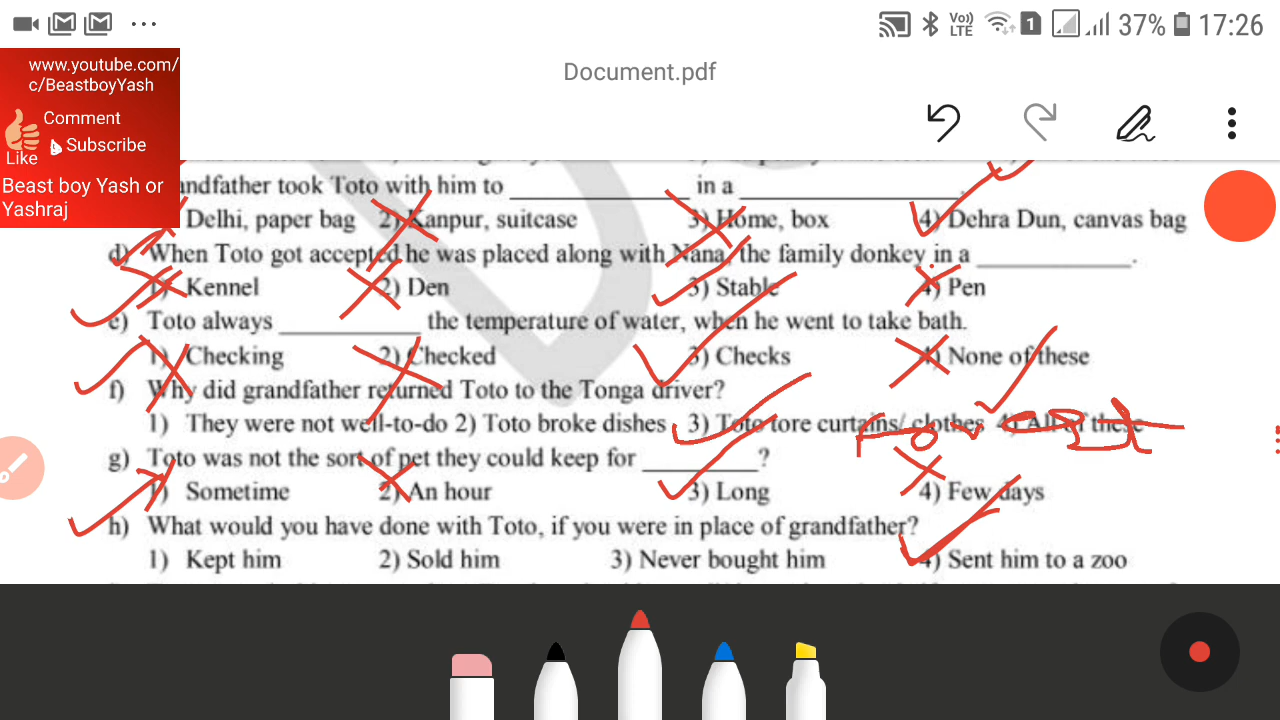 37% 17:26
1
Vo))
LTE
www.youtube.com/
c/BeastboyYash
Comment
Subscribe
Like
Beast boy Yash or
Yashraj
Document.pdf
andfather took Toto with him to __________ in a __________.
Delhi, paper bag 2) Kanpur, suitcase 3) Home, box 4) Dehra Dun, canvas bag
d) When Toto got accepted he was placed along with Nana, the family donkey in a __________.
1) Kennel 2) Den 3) Stable 4) Pen
e) Toto always __________ the temperature of water, when he went to take bath.
1) Checking 2) Checked 3) Checks 4) None of these
f) Why did grandfather returned Toto to the Tonga driver?
1) They were not well-to-do 2) Toto broke dishes 3) Toto tore curtains/ clothes 4) All of these
g) Toto was not the sort of pet they could keep for __________?
1) Sometime 2) An hour 3) Long 4) Few days
h) What would you have done with Toto, if you were in place of grandfather?
1) Kept him 2) Sold him 3) Never bought him 4) Sent him to a zoo